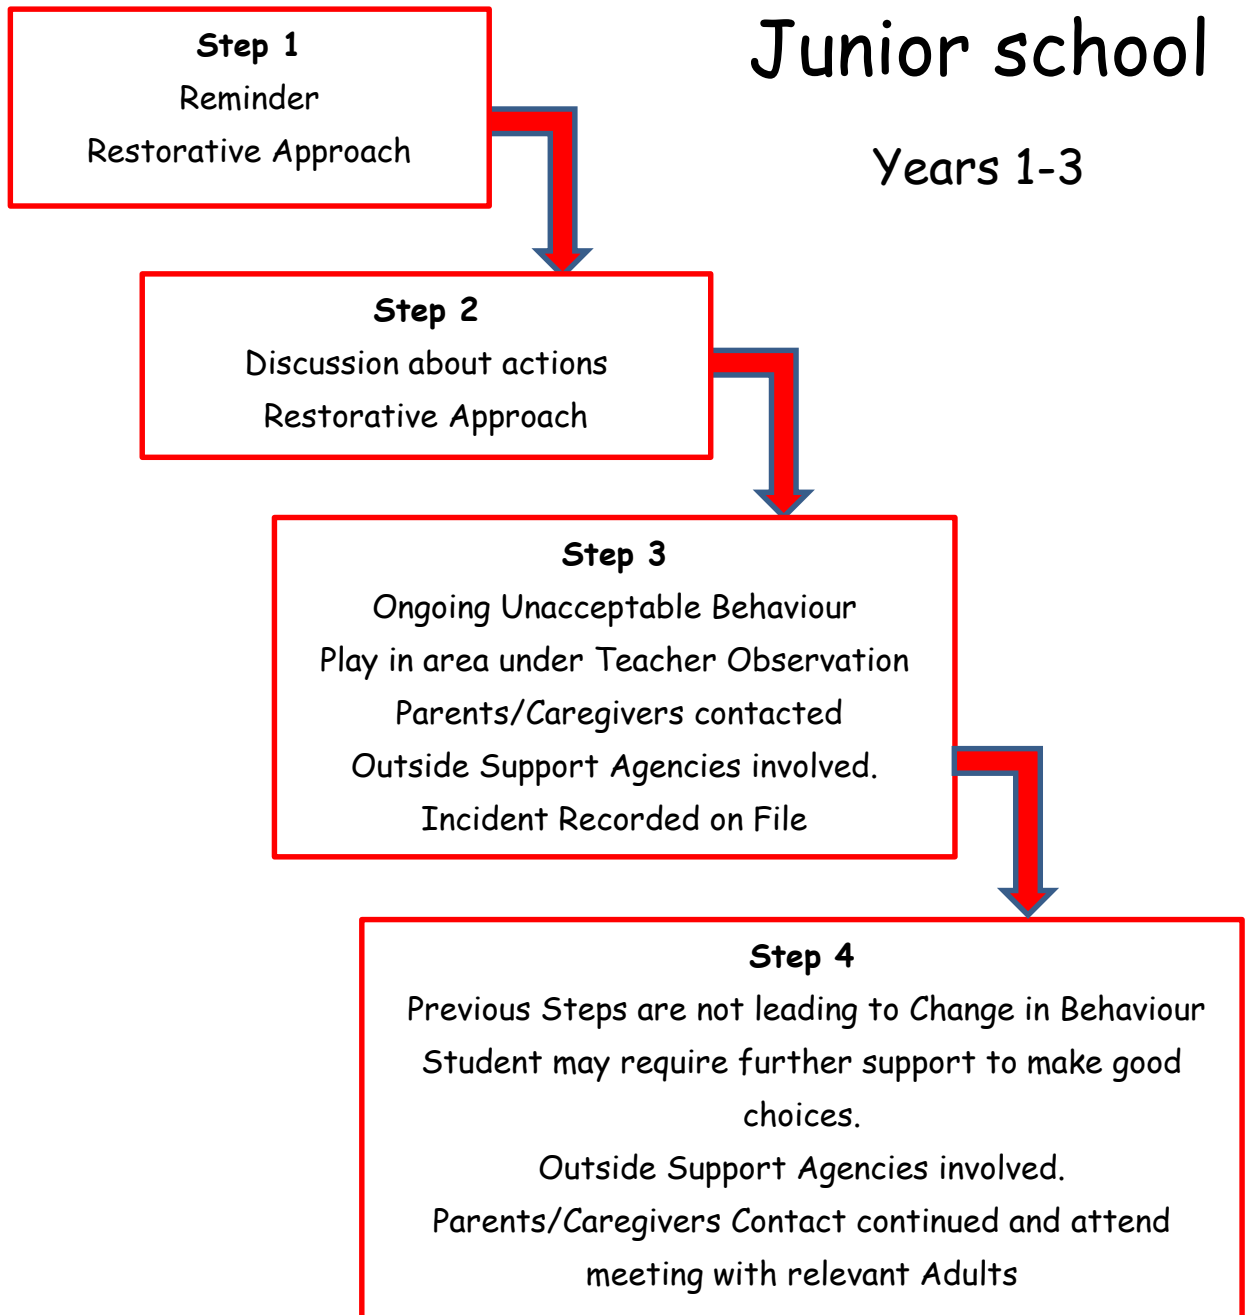 Junior school
Years 1-3
Step 1
Reminder
Restorative Approach
Step 2
Discussion about actions
Restorative Approach
Step 3
Ongoing Unacceptable Behaviour
Play in area under Teacher Observation
Parents/Caregivers contacted
Outside Support Agencies involved.
Incident Recorded on File
Step 4
Previous Steps are not leading to Change in Behaviour
Student may require further support to make good
choices.
Outside Support Agencies involved.
Parents/Caregivers Contact continued and attend
meeting with relevant Adults